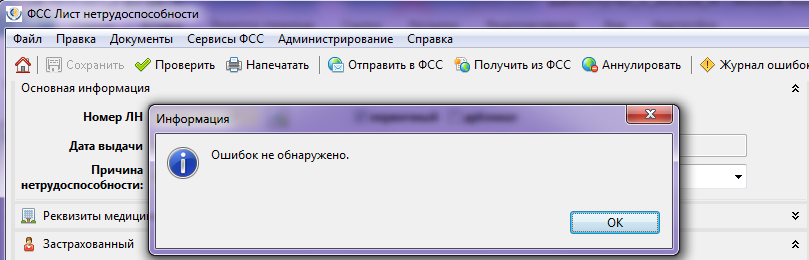 ФСС Лист нетрудоспособности
Файл Правка Документы Сервисы ФСС Администрирование Справка
Сохранить Проверить Напечатать Отправить в ФСС Получить из ФСС Аннулировать Журнал ошибок
Основная информация
Номер ЛН
Информация
Дата выдачи
Ошибок не обнаружено.
Причина
нетрудоспособности:
OK
Реквизиты медицин
Застрахованный